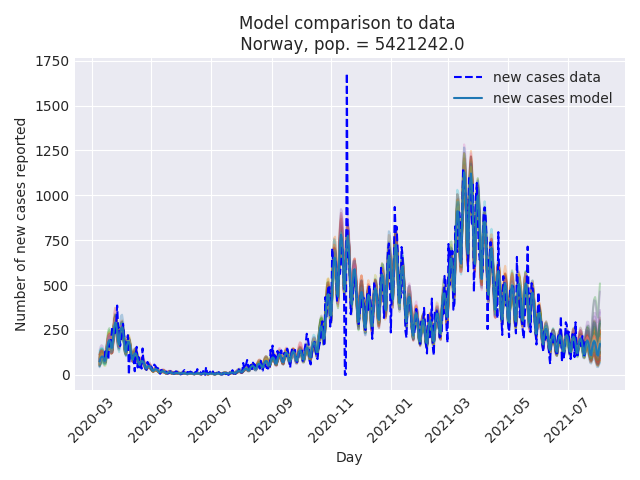 Model comparison to data
Norway, pop. = 5421242.0
new cases data
new cases model
Number of new cases reported
1750
1500
1250
1000
750
500
250
0
2020-03
2020-05
2020-07
2020-09
2020-11
2021-01
2021-03
2021-05
2021-07
Day